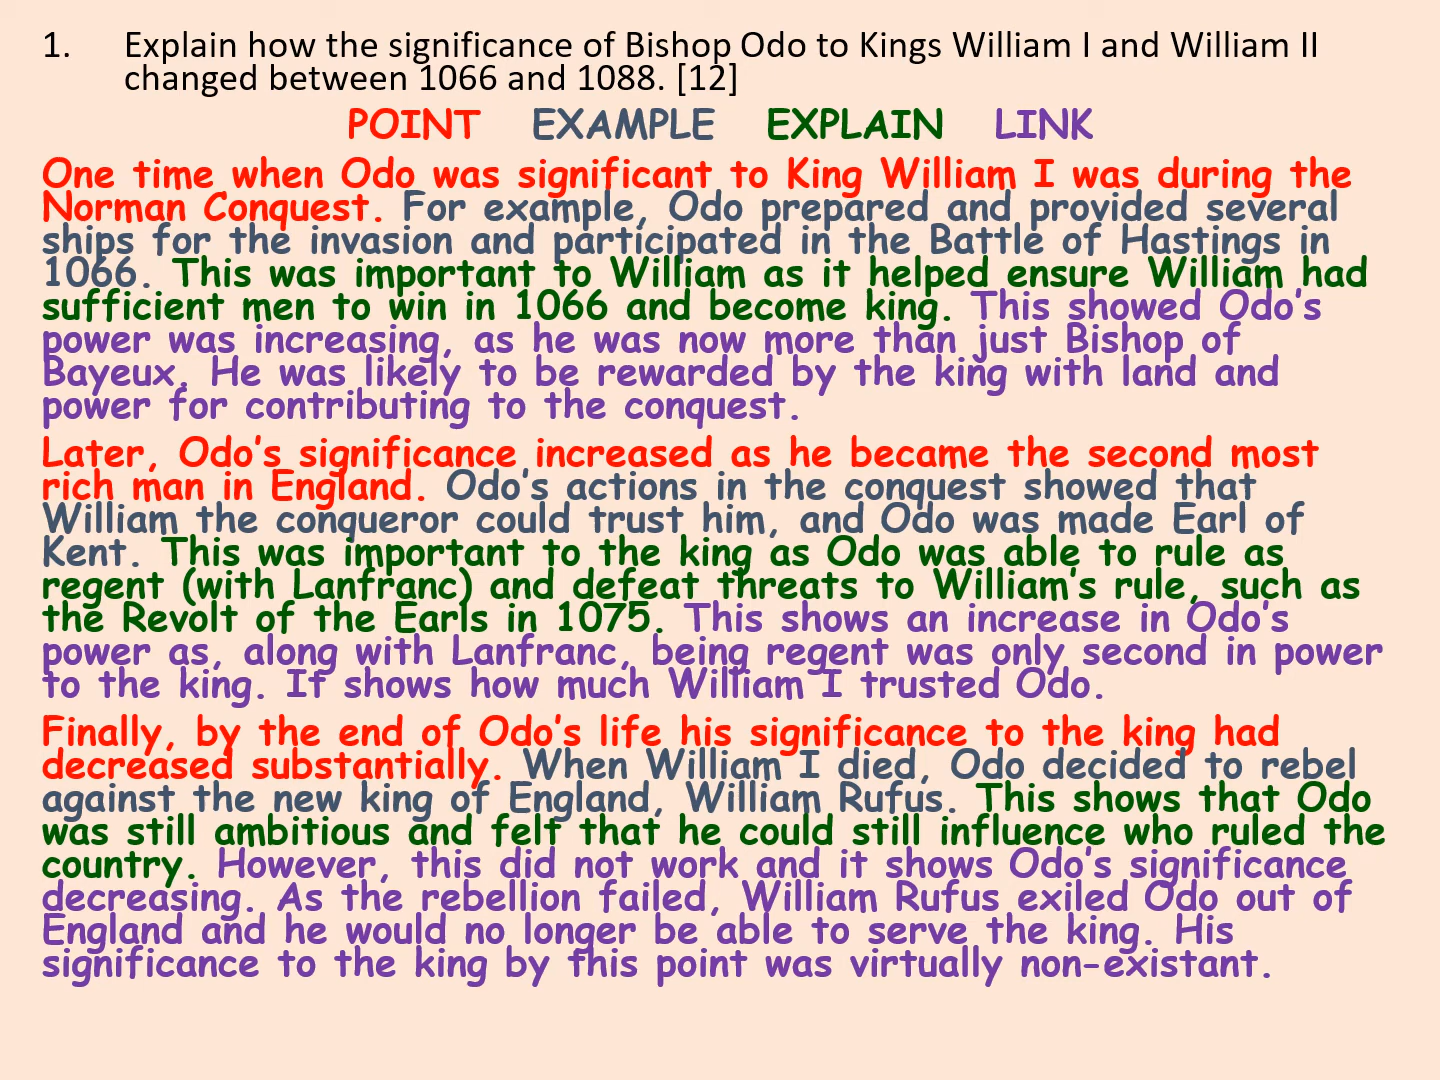 1. Explain how the significance of Bishop Odo to Kings William I and William II
changed between 1066 and 1088. [12]
POINT EXAMPLE EXPLAIN LINK
One time when Odo was significant to King William I was during the
Norman Conquest. For example, Odo prepared and provided several
ships for the invasion and participated in the Battle of Hastings in
1066. This was important to William as it helped ensure William had
sufficient men to win in 1066 and become king. This showed Odo's
power was increasing, as he was now more than just Bishop of
Bayeux. He was likely to be rewarded by the king with land and
power for contributing to the conquest.
Later, Odo's significance increased as he became the second most
rich man in England. Odo's actions in the conquest showed that
William the conqueror could trust him, and Odo was made Earl of
Kent. This was important to the king as Odo was able to rule as
regent (with Lanfranc) and defeat threats to William's rule, such as
the Revolt of the Earls in 1075. This shows an increase in Odo's
power as, along with Lanfranc, being regent was only second in power
to the king. It shows how much William I trusted Odo.
Finally, by the end of Odo's life his significance to the king had
decreased substantially. When William I died, Odo decided to rebel
against the new king of England, William Rufus. This shows that Odo
was still ambitious and felt that he could still influence who ruled the
country. However, this did not work and it shows Odo's significance
decreasing. As the rebellion failed, William Rufus exiled Odo out of
England and he would no longer be able to serve the king. His
significance to the king by this point was virtually non-existant.